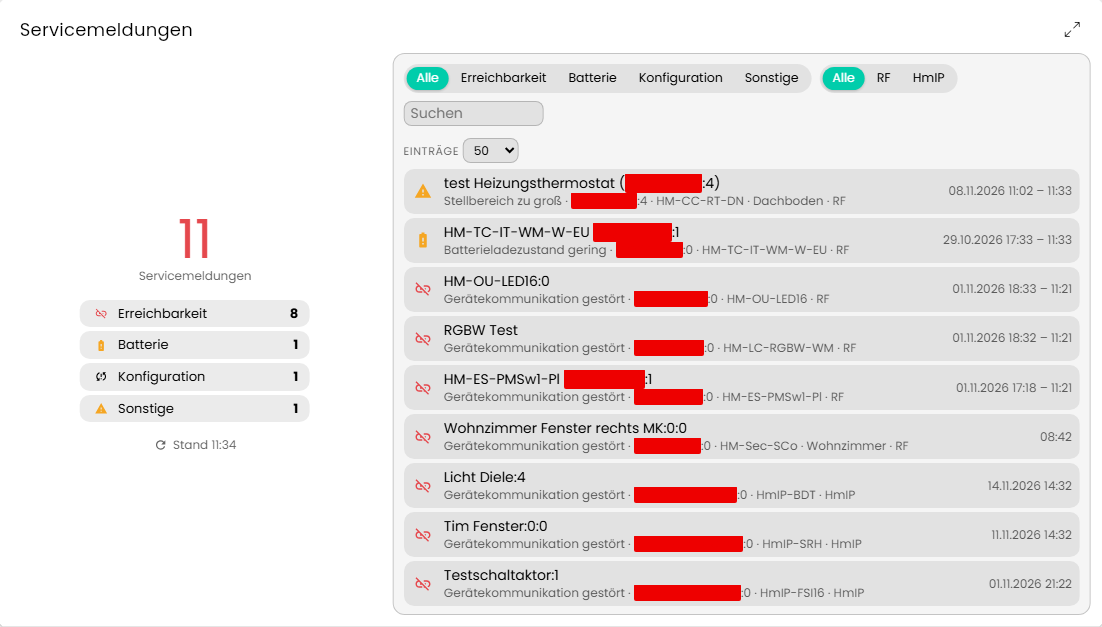 Servicemeldungen
11
Servicemeldungen
Erreichbarkeit 8
Batterie 1
Konfiguration 1
Sonstige 1
Stand 11:34
Alle Erreichbarkeit Batterie Konfiguration Sonstige Alle RF HmIP
Suchen
EINTRÄGE 50
test Heizungsthermostat ( :4)
Stellbereich zu groß · :4 · HM-CC-RT-DN · Dachboden · RF
08.11.2026 11:02 – 11:33
HM-TC-IT-WM-W-EU :1
Batterieladezustand gering · :0 · HM-TC-IT-WM-W-EU · RF
29.10.2026 17:33 – 11:33
HM-OU-LED16:0
Gerätekommunikation gestört · :0 · HM-OU-LED16 · RF
01.11.2026 18:33 – 11:21
RGBW Test
Gerätekommunikation gestört · :0 · HM-LC-RGBW-WM · RF
01.11.2026 18:32 – 11:21
HM-ES-PMSw1-Pl :1
Gerätekommunikation gestört · :0 · HM-ES-PMSw1-Pl · RF
01.11.2026 17:18 – 11:21
Wohnzimmer Fenster rechts MK:0:0
Gerätekommunikation gestört · :0 · HM-Sec-SCo · Wohnzimmer · RF
08:42
Licht Diele:4
Gerätekommunikation gestört · :0 · HmIP-BDT · HmIP
14.11.2026 14:32
Tim Fenster:0:0
Gerätekommunikation gestört · :0 · HmIP-SRH · HmIP
11.11.2026 14:32
Testschaltaktor:1
Gerätekommunikation gestört · :0 · HmIP-FSI16 · HmIP
01.11.2026 21:22